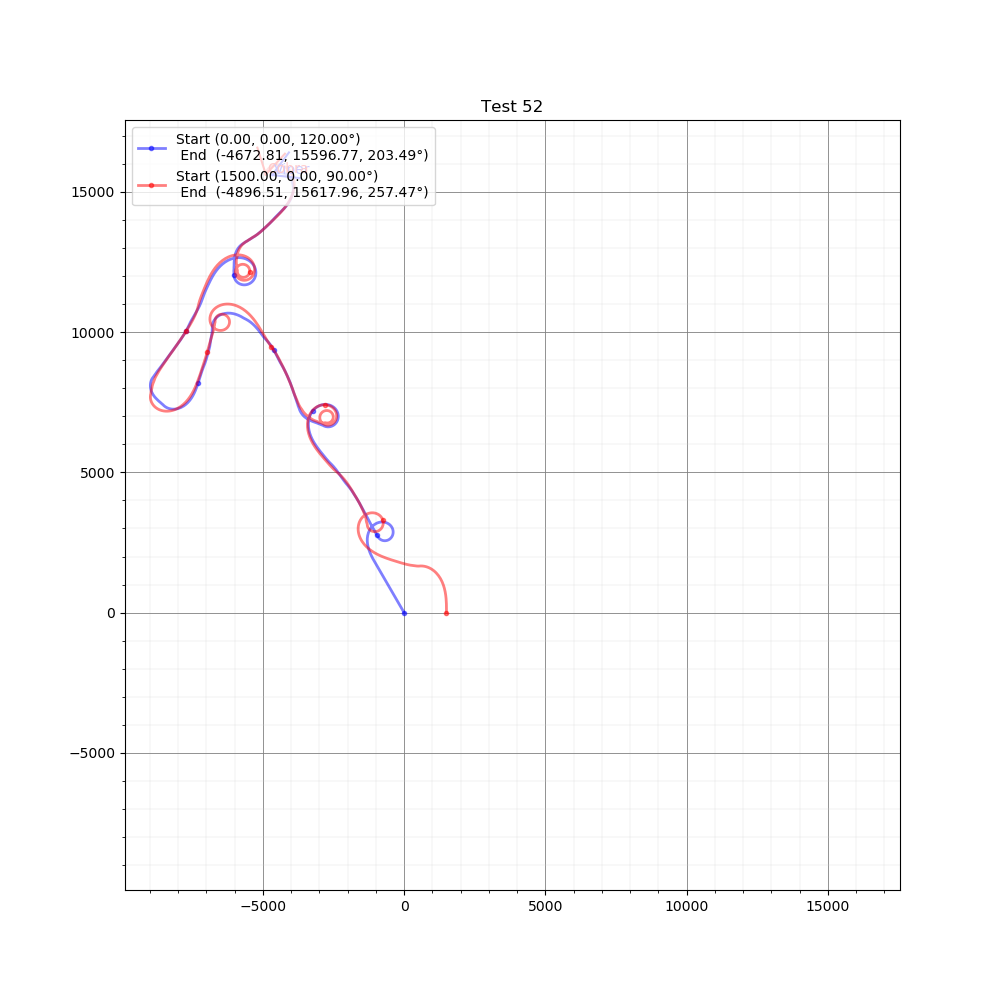 Test 52
Start (0.00, 0.00, 120.00°)
End (-4672.81, 15596.77, 203.49°)
Start (1500.00, 0.00, 90.00°)
End (-4896.51, 15617.96, 257.47°)
15000
10000
5000
0
−5000
−5000
0
5000
10000
15000